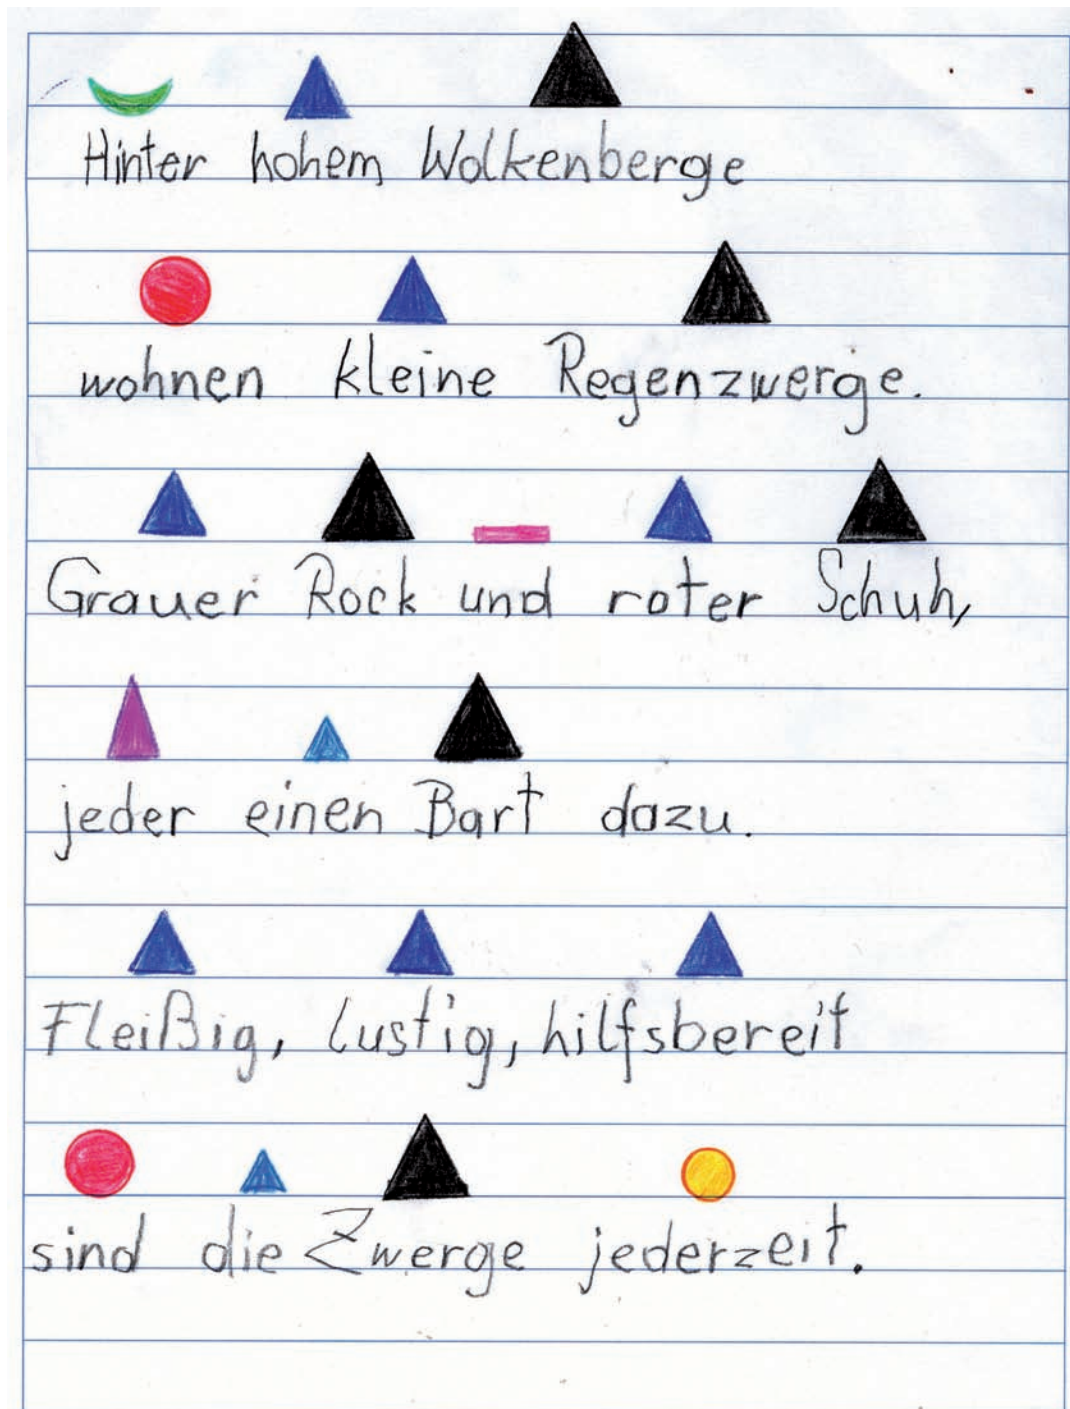 Hinter hohem Wolkenberge
wohnen kleine Regenzwerge.
Grauer Rock und roter Schuh,
jeder einen Bart dazu.
Fleißig, lustig, hilfsbereit
sind die Zwerge jederzeit.